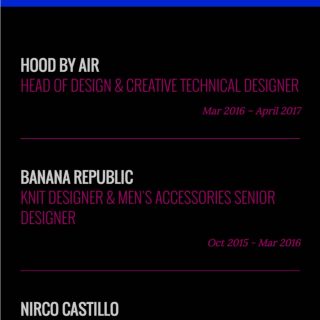 HOOD BY AIR
HEAD OF DESIGN & CREATIVE TECHNICAL DESIGNER
Mar 2016 – April 2017
BANANA REPUBLIC
KNIT DESIGNER & MEN'S ACCESSORIES SENIOR
DESIGNER
Oct 2015 - Mar 2016
NIRCO CASTILLO